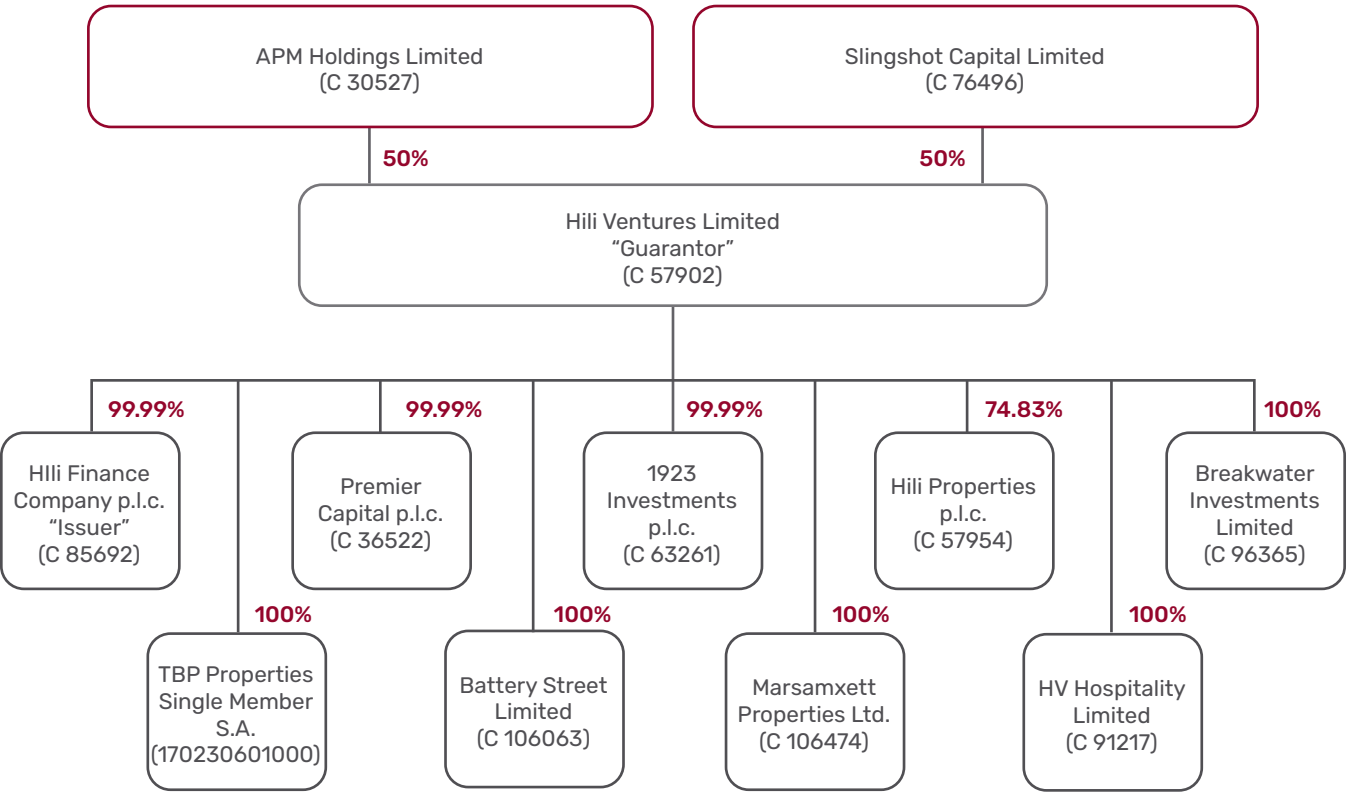 APM Holdings Limited
(C 30527)
Slingshot Capital Limited
(C 76496)
50%
50%
Hili Ventures Limited
“Guarantor”
(C 57902)
99.99%
99.99%
99.99%
74.83%
100%
HIli Finance
Company p.l.c.
“Issuer”
(C 85692)
Premier
Capital p.l.c.
(C 36522)
1923
Investments
p.l.c.
(C 63261)
Hili Properties
p.l.c.
(C 57954)
Breakwater
Investments
Limited
(C 96365)
100%
100%
100%
100%
TBP Properties
Single Member
S.A.
(170230601000)
Battery Street
Limited
(C 106063)
Marsamxett
Properties Ltd.
(C 106474)
HV Hospitality
Limited
(C 91217)